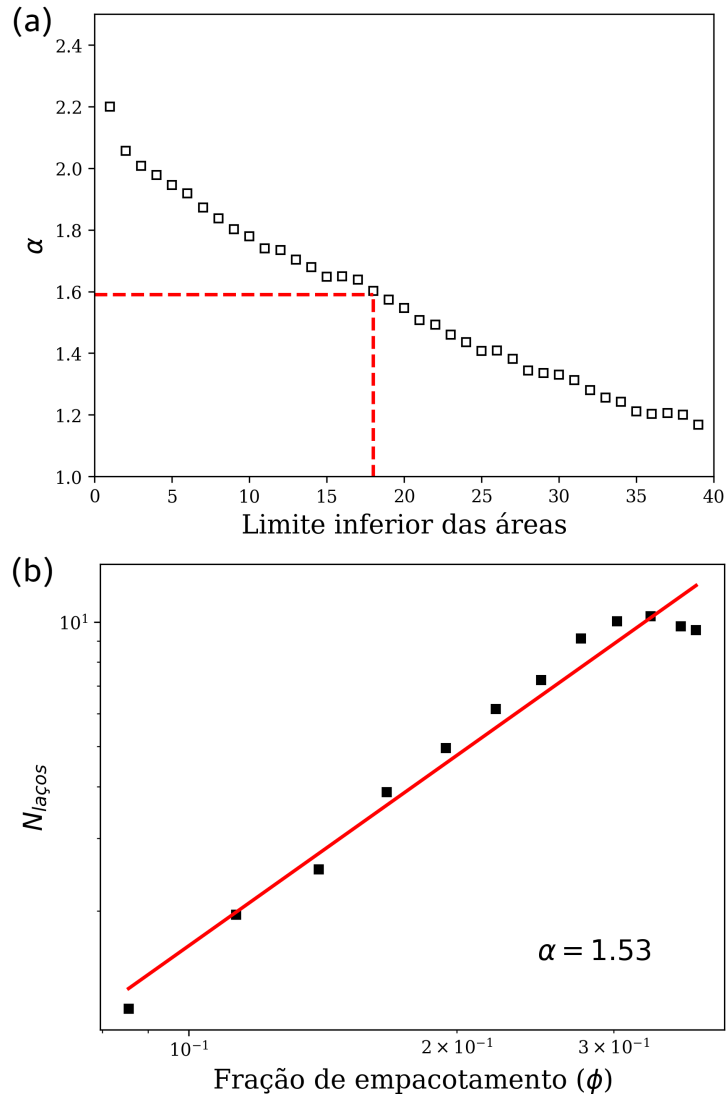 (a)
2.4
2.2
2.0
1.8
1.6
1.4
1.2
1.0
α
0 5 10 15 20 25 30 35 40
Limite inferior das áreas
(b)
10¹
N_laços
α = 1.53
10⁻¹ 2 × 10⁻¹ 3 × 10⁻¹
Fração de empacotamento (ϕ)